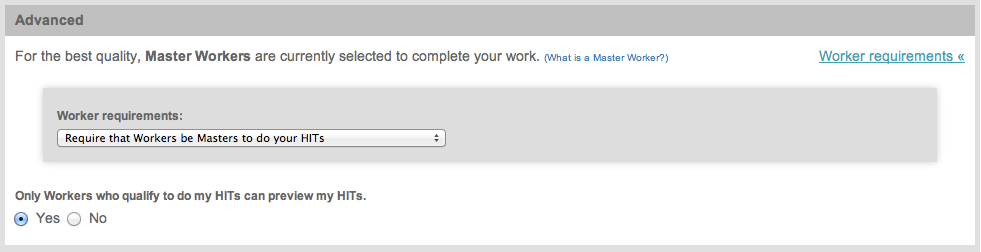 Advanced
For the best quality, Master Workers are currently selected to complete your work. (What is a Master Worker?) Worker requirements «
Worker requirements:
Require that Workers be Masters to do your HITs
Only Workers who qualify to do my HITs can preview my HITs.
Yes No